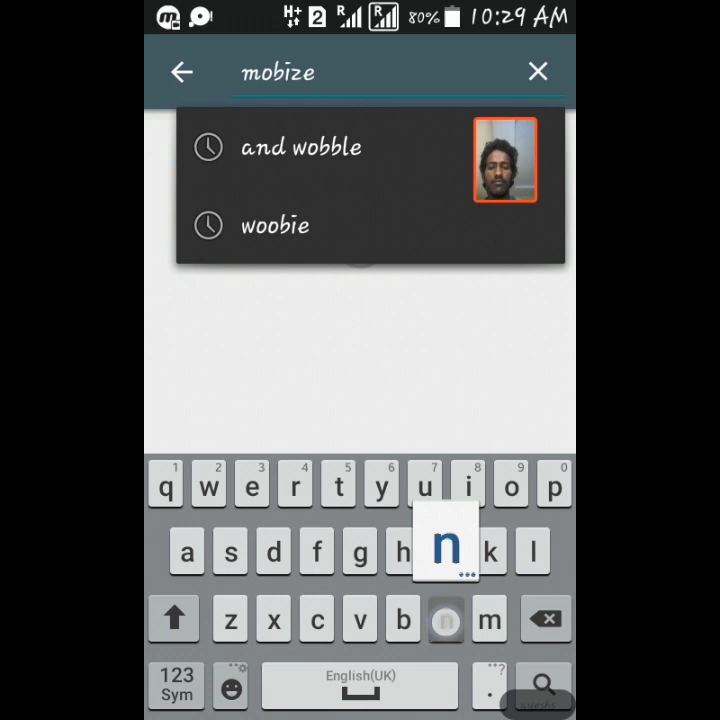 H+ 2 R R 80% 10:29 AM
mobize
and wobble
woobie
1 2 3 4 5 6 7 8 9 0
q w e r t y u i o p
a s d f g h n k l
z x c v b n m
123 English(UK) ?
Sym .